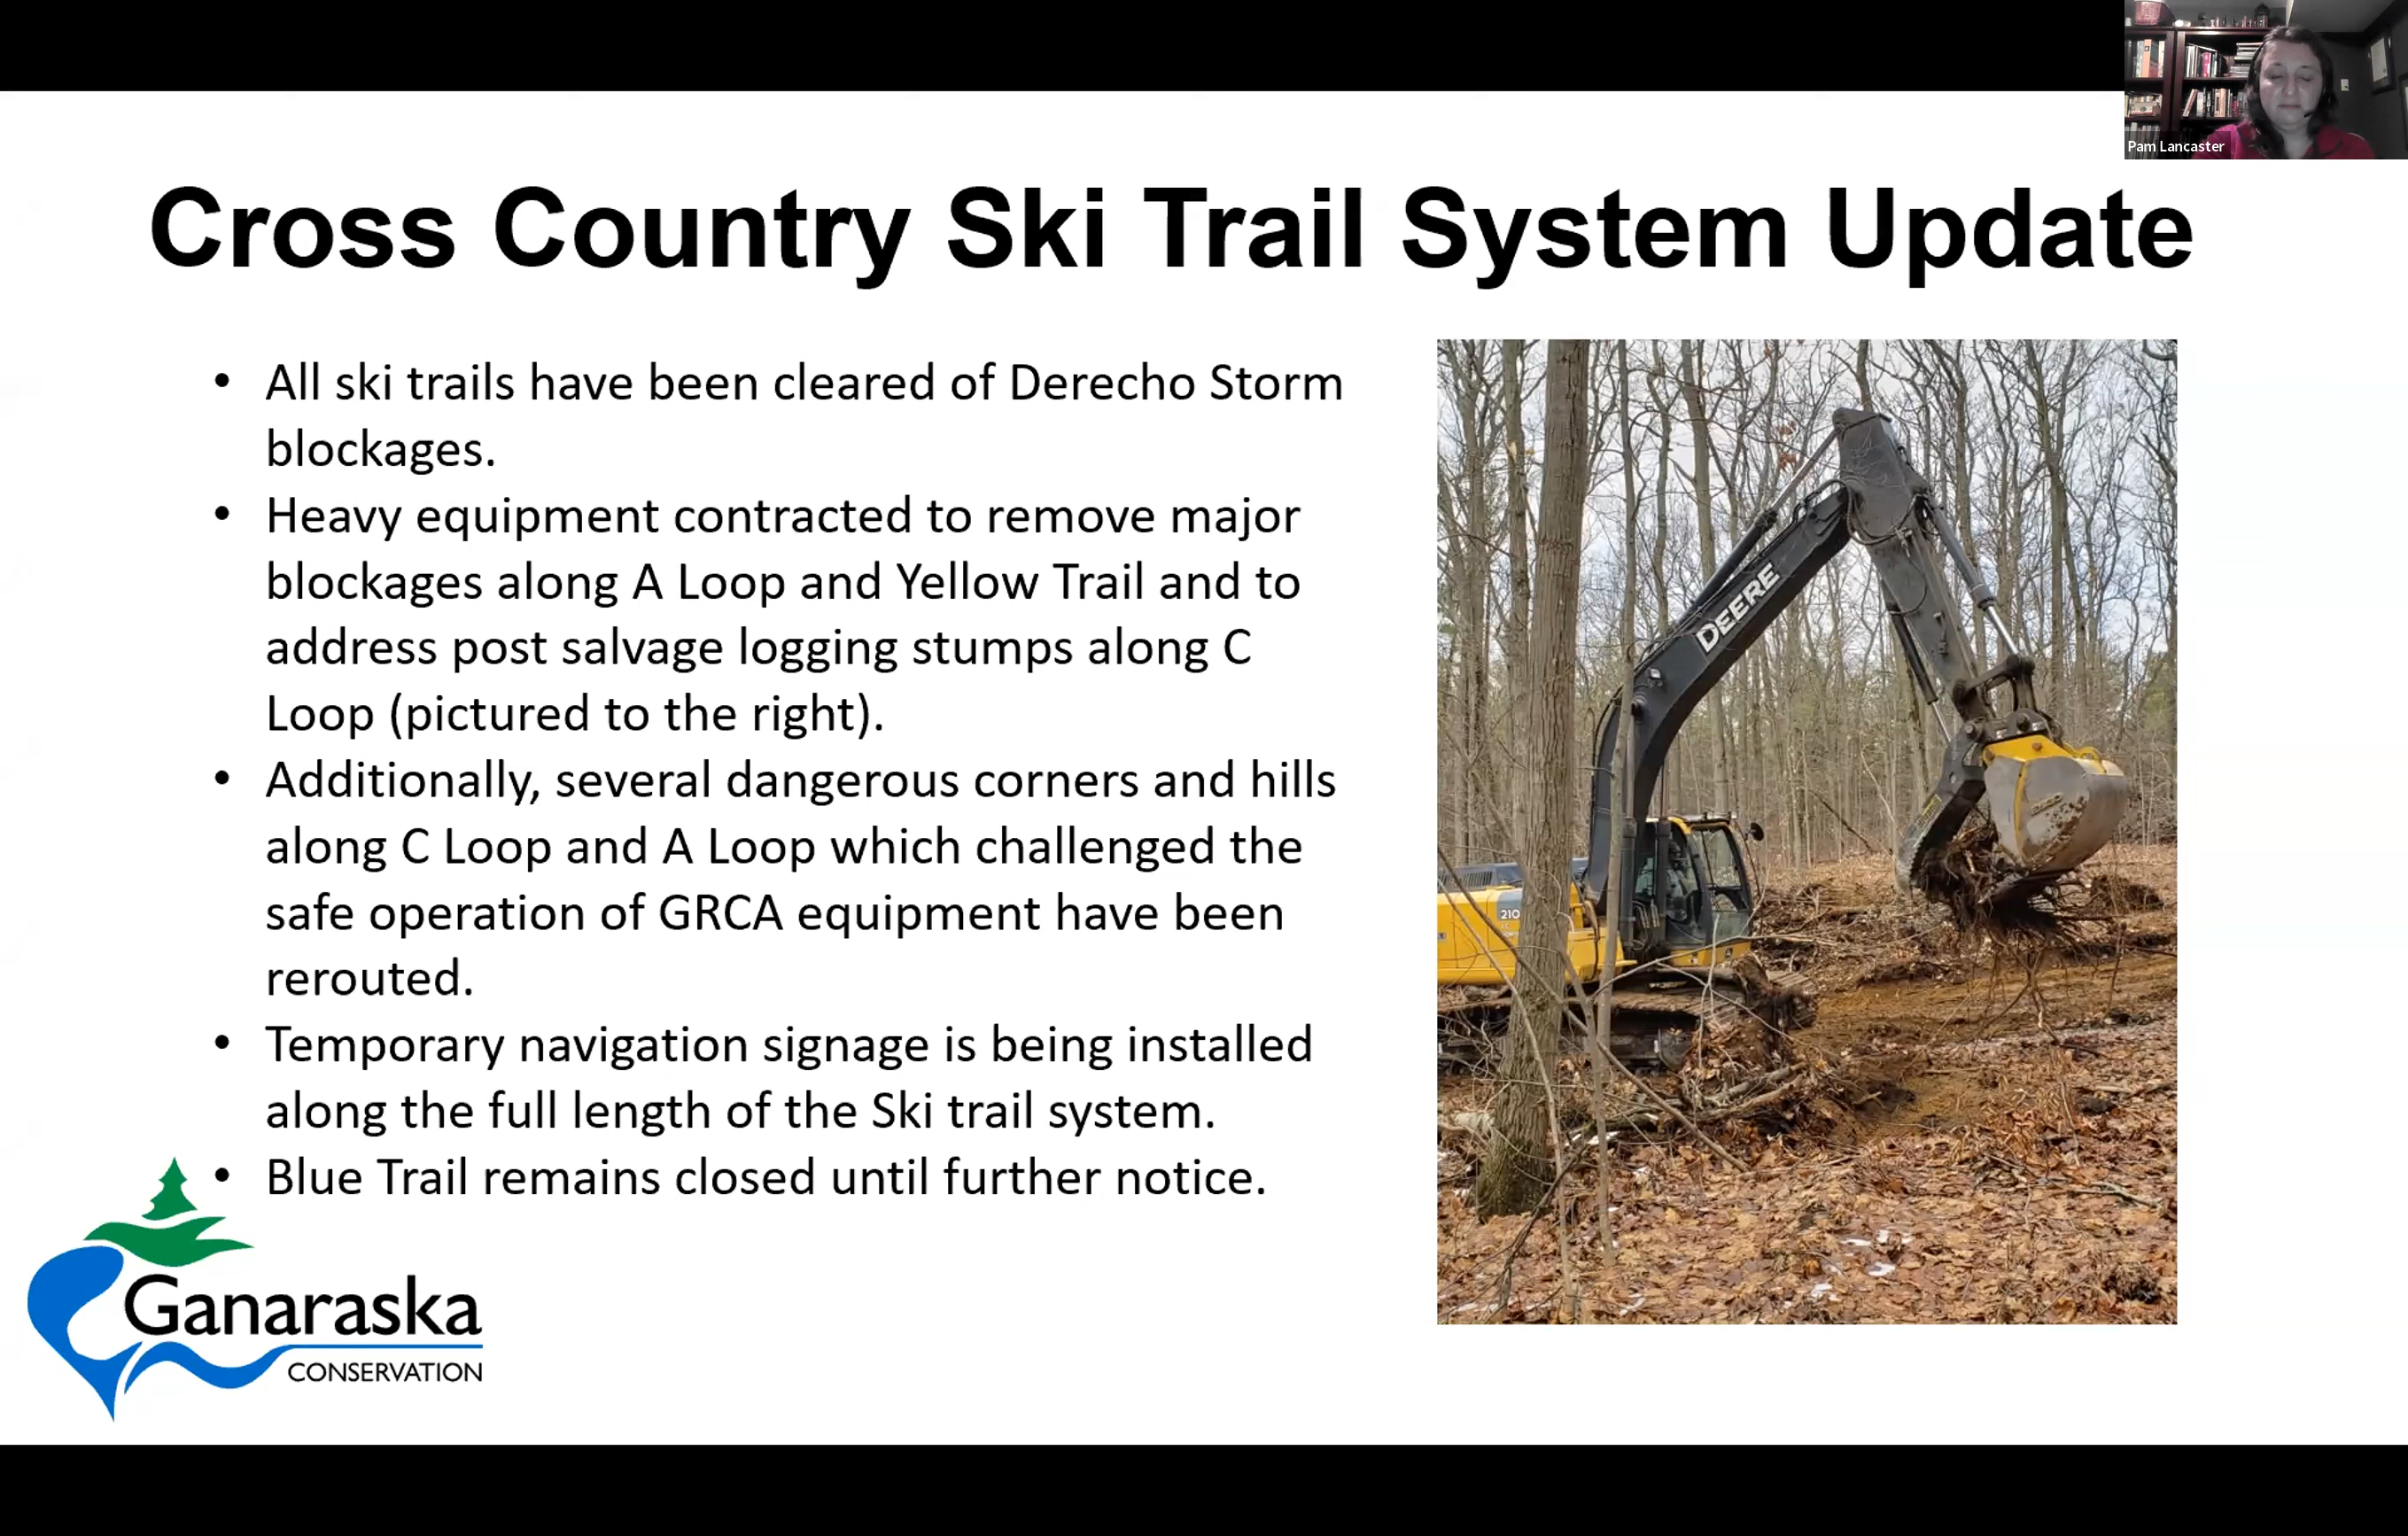 Pam Lancaster
Cross Country Ski Trail System Update
• All ski trails have been cleared of Derecho Storm
blockages.
• Heavy equipment contracted to remove major
blockages along A Loop and Yellow Trail and to
address post salvage logging stumps along C
Loop (pictured to the right).
• Additionally, several dangerous corners and hills
along C Loop and A Loop which challenged the
safe operation of GRCA equipment have been
rerouted.
• Temporary navigation signage is being installed
along the full length of the Ski trail system.
• Blue Trail remains closed until further notice.
DEERE
210
Ganaraska
CONSERVATION